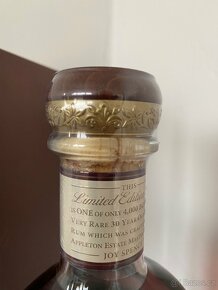 THIS
Limited Edition
IS ONE OF only 4,000
VERY RARE 30 YEAR
RUM WHICH WAS
APPLETON ESTATE
JOY SPENCE